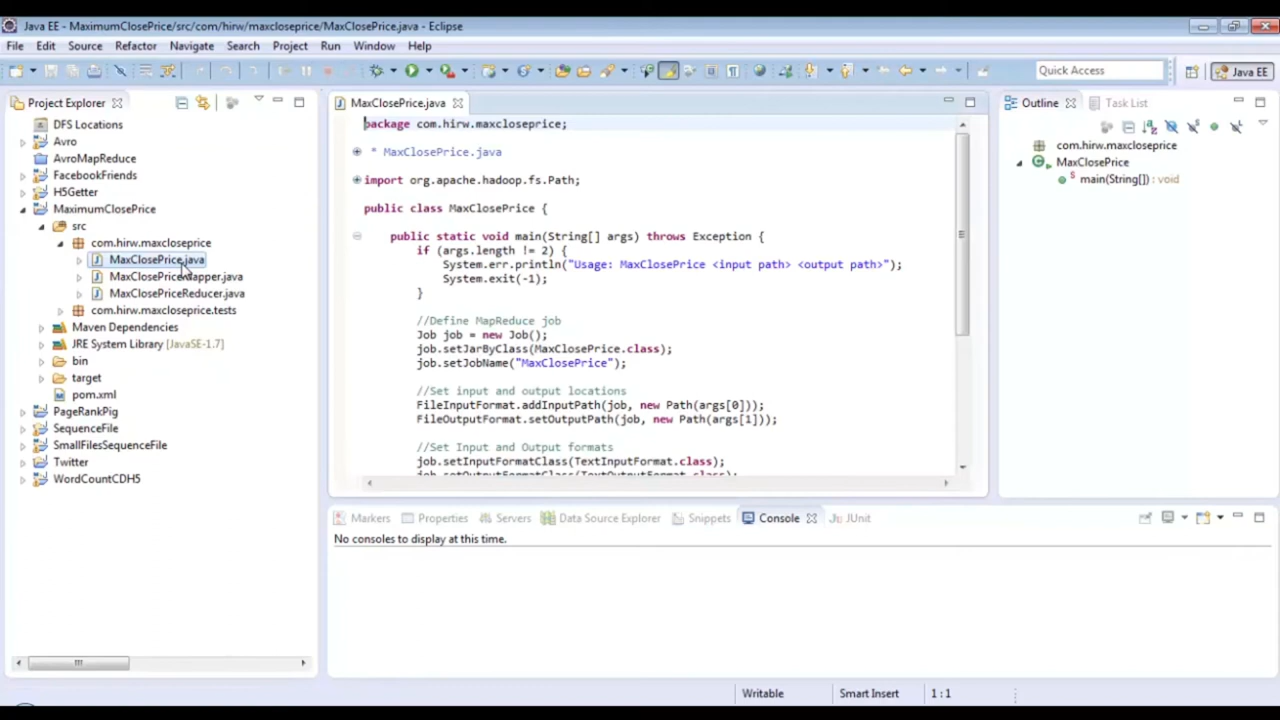 Java EE - MaximumClosePrice/src/com/hirw/maxcloseprice/MaxClosePrice.java - Eclipse
File Edit Source Refactor Navigate Search Project Run Window Help
Quick Access
Java EE
Project Explorer
DFS Locations
Avro
AvroMapReduce
FacebookFriends
H5Getter
MaximumClosePrice
src
com.hirw.maxcloseprice
MaxClosePrice.java
MaxClosePriceMapper.java
MaxClosePriceReducer.java
com.hirw.maxcloseprice.tests
Maven Dependencies
JRE System Library [JavaSE-1.7]
bin
target
pom.xml
PageRankPig
SequenceFile
SmallFilesSequenceFile
Twitter
WordCountCDH5
MaxClosePrice.java
package com.hirw.maxcloseprice;
* MaxClosePrice.java
import org.apache.hadoop.fs.Path;
public class MaxClosePrice {
public static void main(String[] args) throws Exception {
if (args.length != 2) {
System.err.println("Usage: MaxClosePrice <input path> <output path>");
System.exit(-1);
}
//Define MapReduce job
Job job = new Job();
job.setJarByClass(MaxClosePrice.class);
job.setJobName("MaxClosePrice");
//Set input and output locations
FileInputFormat.addInputPath(job, new Path(args[0]));
FileOutputFormat.setOutputPath(job, new Path(args[1]));
//Set Input and Output formats
job.setInputFormatClass(TextInputFormat.class);
job.setOutputFormatClass(TextOutputFormat.class);
Outline Task List
com.hirw.maxcloseprice
MaxClosePrice
main(String[]) : void
Markers Properties Servers Data Source Explorer Snippets Console JUnit
No consoles to display at this time.
Writable Smart Insert 1 : 1